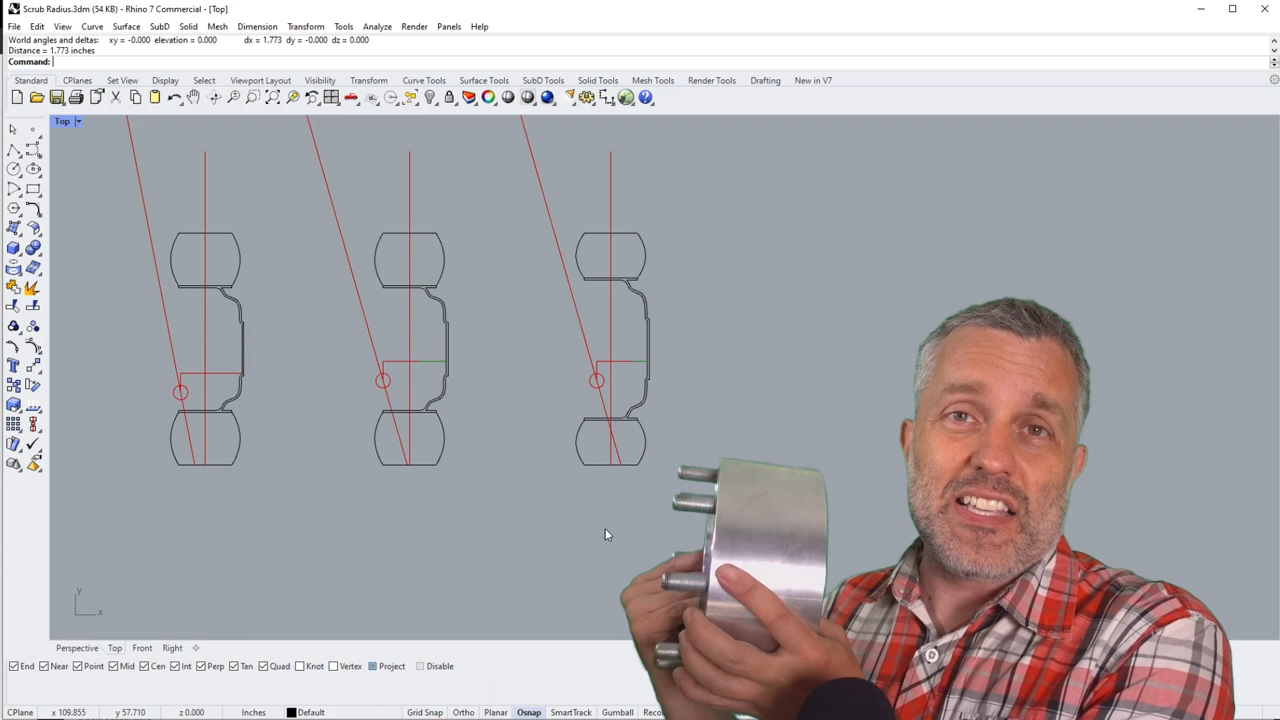 Scrub Radius.3dm (54 KB) - Rhino 7 Commercial - [Top]
File Edit View Curve Surface SubD Solid Mesh Dimension Transform Tools Analyze Render Panels Help
World angles and deltas: xy = -0.000 elevation = 0.000 dx = 1.773 dy = -0.000 dz = 0.000
Distance = 1.773 inches
Command:
Standard CPlanes Set View Display Select Viewport Layout Visibility Transform Curve Tools Surface Tools SubD Tools Solid Tools Mesh Tools Render Tools Drafting New in V7
Top
y
x
Perspective Top Front Right
End Near Point Mid Cen Int Perp Tan Quad Knot Vertex Project Disable
CPlane x 109.855 y 57.710 z 0.000 Inches Default Grid Snap Ortho Planar Osnap SmartTrack Gumball Reco